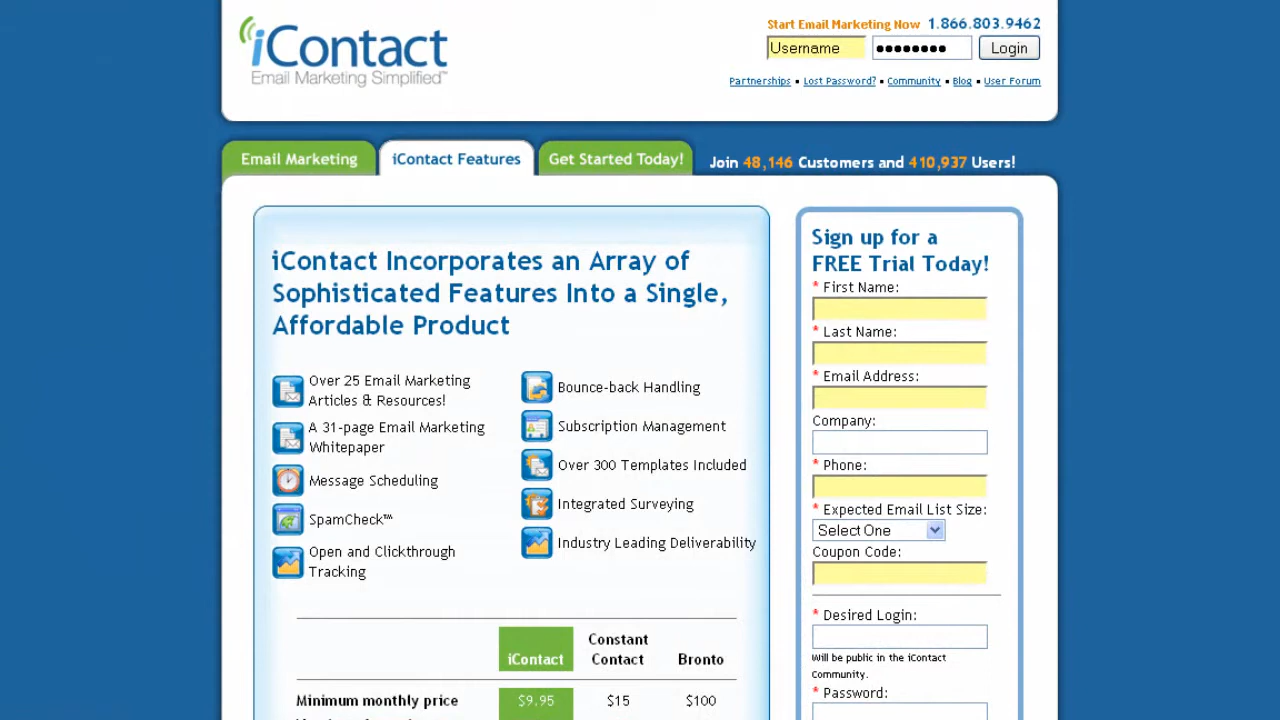 iContact
Email Marketing Simplified™
Start Email Marketing Now 1.866.803.9462
Username ●●●●●●●● Login
Partnerships ▪ Lost Password? ▪ Community ▪ Blog ▪ User Forum
Email Marketing
iContact Features
Get Started Today!
Join 48,146 Customers and 410,937 Users!
iContact Incorporates an Array of
Sophisticated Features Into a Single,
Affordable Product
Over 25 Email Marketing
Articles & Resources!
A 31-page Email Marketing
Whitepaper
Message Scheduling
SpamCheck™
Open and Clickthrough
Tracking
Bounce-back Handling
Subscription Management
Over 300 Templates Included
Integrated Surveying
Industry Leading Deliverability
iContact
Constant
Contact
Bronto
Minimum monthly price $9.95 $15 $100
Sign up for a
FREE Trial Today!
* First Name:
* Last Name:
* Email Address:
Company:
* Phone:
* Expected Email List Size:
Select One
Coupon Code:
* Desired Login:
Will be public in the iContact
Community.
* Password: